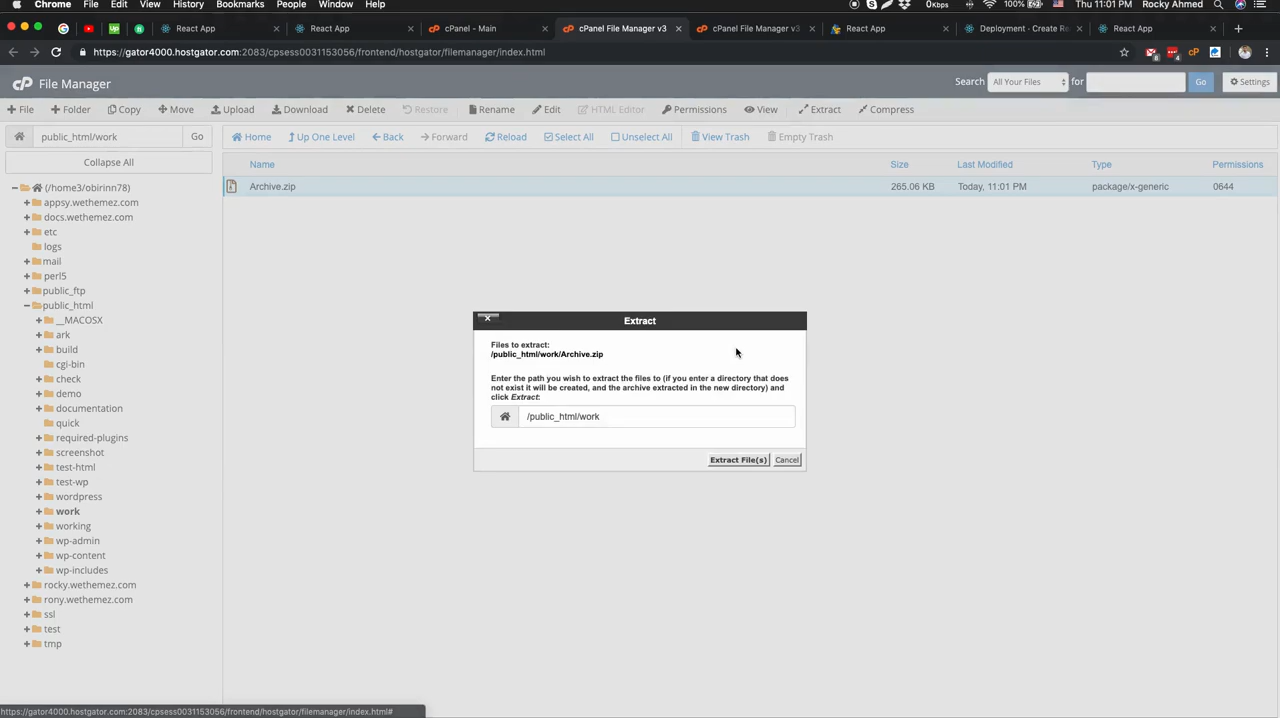 Chrome File Edit View History Bookmarks People Window Help 0kbps 100% Thu 11:01 PM Rocky Ahmed
React App React App cPanel - Main cPanel File Manager v3 cPanel File Manager v3 React App Deployment - Create Re React App
https://gator4000.hostgator.com:2083/cpsess0031153056/frontend/hostgator/filemanager/index.html
cP File Manager Search All Your Files for Go Settings
+ File + Folder Copy Move Upload Download Delete Restore Rename Edit HTML Editor Permissions View Extract Compress
public_html/work Go Home Up One Level Back Forward Reload Select All Unselect All View Trash Empty Trash
Collapse All
Name Size Last Modified Type Permissions
Archive.zip 265.06 KB Today, 11:01 PM package/x-generic 0644
(/home3/obirinn78)
appsy.wethemez.com
docs.wethemez.com
etc
logs
mail
perl5
public_ftp
public_html
__MACOSX
ark
build
cgi-bin
check
demo
documentation
quick
required-plugins
screenshot
test-html
test-wp
wordpress
work
working
wp-admin
wp-content
wp-includes
rocky.wethemez.com
rony.wethemez.com
ssl
test
tmp
Extract
Files to extract:
/public_html/work/Archive.zip
Enter the path you wish to extract the files to (if you enter a directory that does
not exist it will be created, and the archive extracted in the new directory) and
click Extract:
/public_html/work
Extract File(s) Cancel
https://gator4000.hostgator.com:2083/cpsess0031153056/frontend/hostgator/filemanager/index.html#